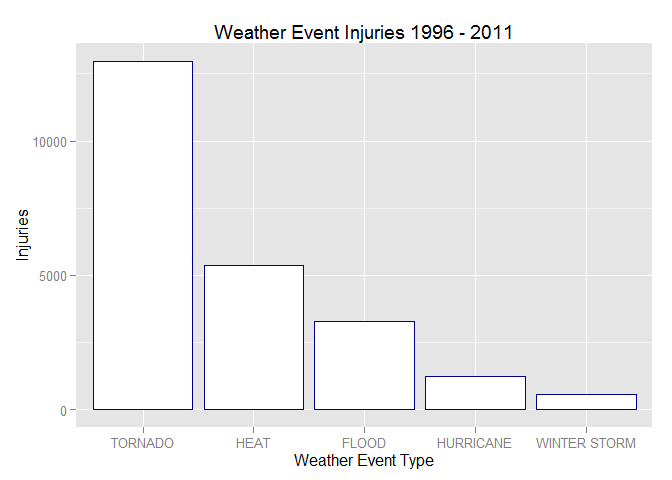 Weather Event Injuries 1996 - 2011
Injuries
10000
5000
0
TORNADO HEAT FLOOD HURRICANE WINTER STORM
Weather Event Type